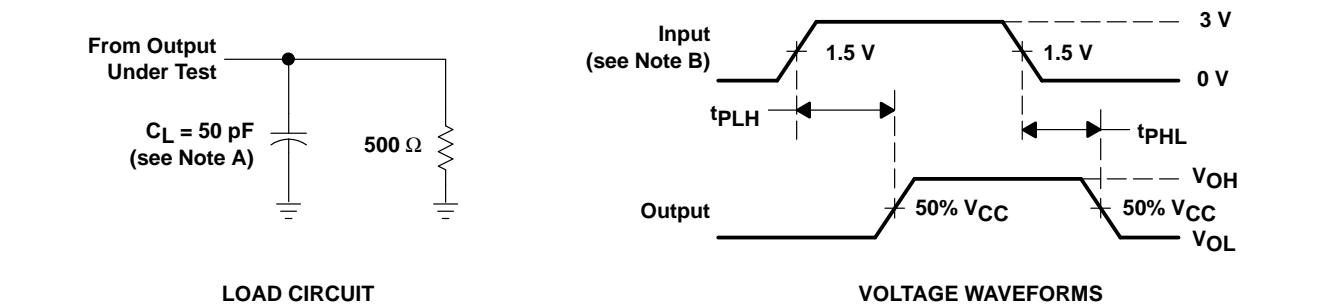 From Output
Under Test
CL = 50 pF
(see Note A)
500 Ω
LOAD CIRCUIT
Input
(see Note B)
1.5 V
1.5 V
3 V
0 V
tPLH
tPHL
Output
50% VCC
50% VCC
VOH
VOL
VOLTAGE WAVEFORMS